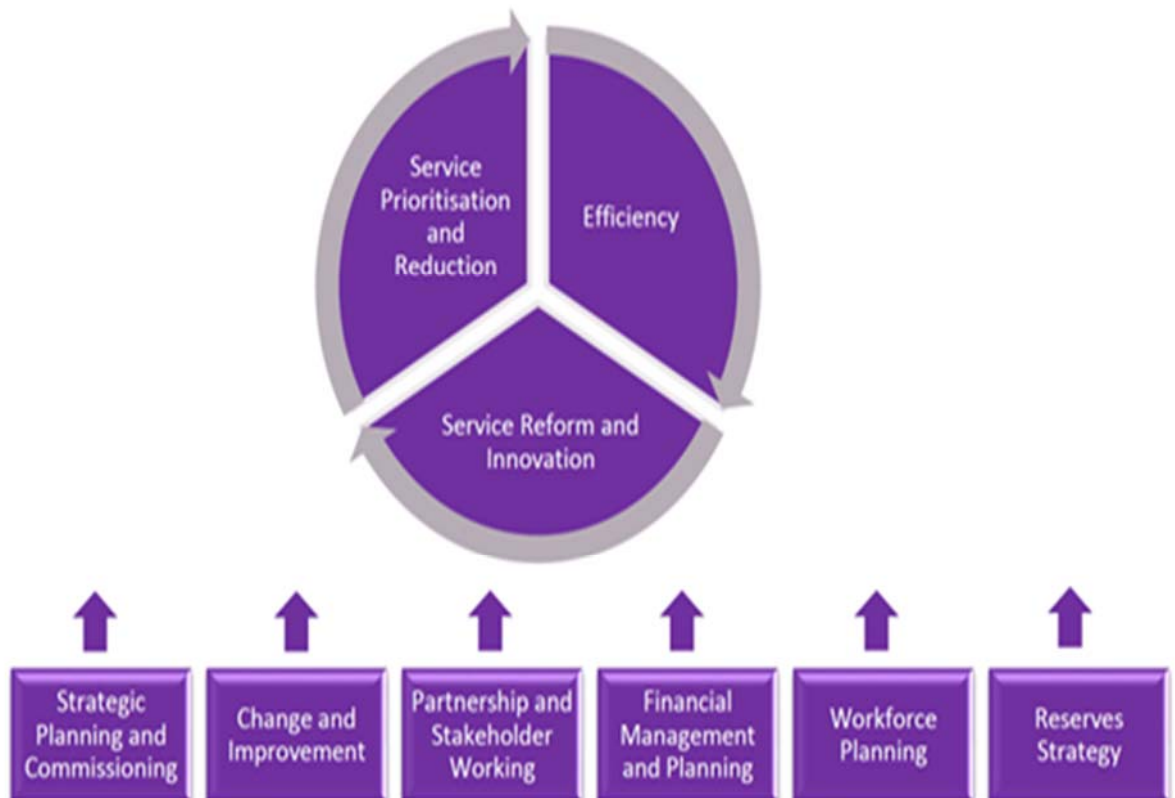 Service
Prioritisation
and
Reduction
Efficiency
Service Reform and
Innovation
Strategic
Planning and
Commissioning
Change and
Improvement
Partnership and
Stakeholder
Working
Financial
Management
and Planning
Workforce
Planning
Reserves
Strategy